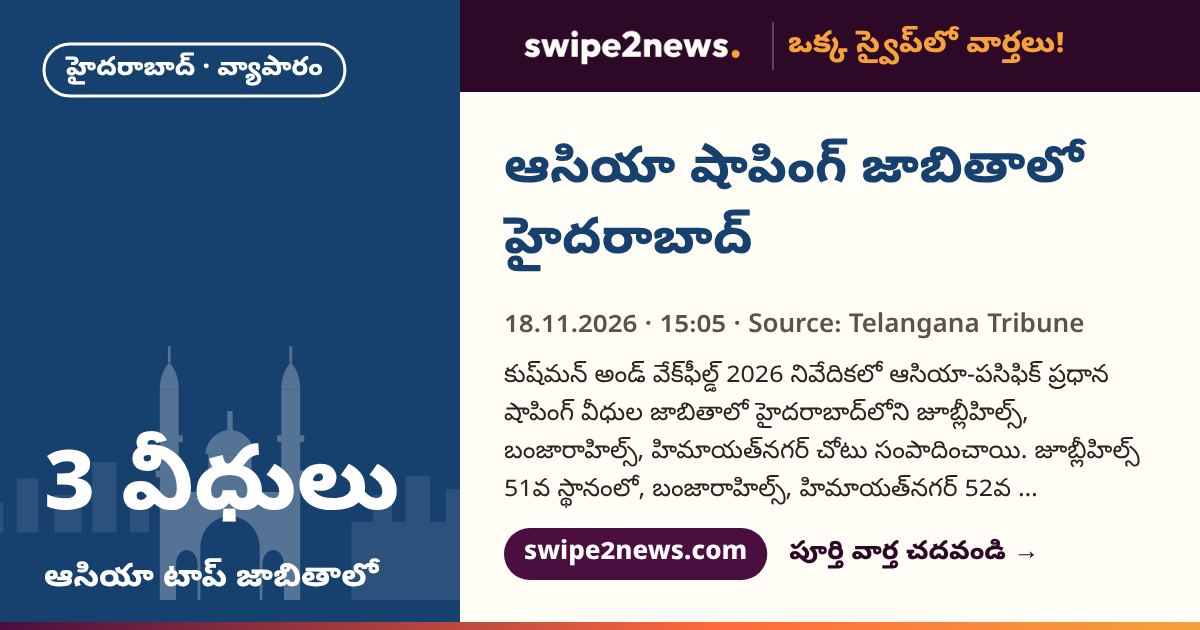 హైదరాబాద్ · వ్యాపారం
3 వీధులు
ఆసియా టాప్ జాబితాలో
swipe2news.
ఒక్క స్వైప్‌లో వార్తలు!
ఆసియా షాపింగ్ జాబితాలో
హైదరాబాద్
18.11.2026 · 15:05 · Source: Telangana Tribune
కుష్‌మన్ అండ్ వేక్‌ఫీల్డ్ 2026 నివేదికలో ఆసియా-పసిఫిక్ ప్రధాన
షాపింగ్ వీధుల జాబితాలో హైదరాబాద్‌లోని జూబ్లీహిల్స్,
బంజారాహిల్స్, హిమాయత్‌నగర్ చోటు సంపాదించాయి. జూబ్లీహిల్స్
51వ స్థానంలో, బంజారాహిల్స్, హిమాయత్‌నగర్ 52వ ...
swipe2news.com
పూర్తి వార్త చదవండి →